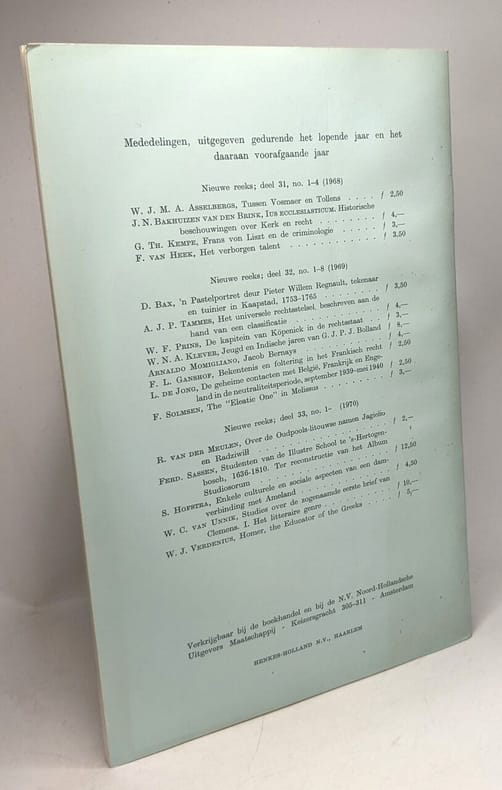 Mededelingen, uitgegeven gedurende het lopende jaar en het
daaraan voorafgaande jaar
Nieuwe reeks; deel 31, no. 1-4 (1968)
W. J. M. A. Asselbergs, Tussen Vosmaer en Tollens . . . . f 2,50
J. N. Bakhuizen van den Brink, Ius ecclesiasticum. Historische
beschouwingen over Kerk en recht . . . . . . . . f 4,—
G. Th. Kempe, Frans von Liszt en de criminologie . . . . . f 3,—
F. van Heek, Het verborgen talent . . . . . . . . . . . f 3,50
Nieuwe reeks; deel 32, no. 1-8 (1969)
D. Bax, 'n Pastelportret deur Pieter Willem Regnault, tekenaar
en tuinier in Kaapstad, 1753-1765 . . . . . . . . f 3,50
A. J. P. Tammes, Het universele rechtsstelsel, beschreven aan de
hand van een classificatie . . . . . . . . . . . f 4,—
W. F. Prins, De kapitein van Köpenick in de rechtsstaat . . f 3,—
W. N. A. Klever, Jeugd en Indische jaren van G. J. P. J. Bolland f 8,—
Arnaldo Momigliano, Jacob Bernays . . . . . . . . . . f 4,—
F. L. Ganshof, Bekentenis en foltering in het Frankisch recht f 2,50
L. de Jong, De geheime contacten met België, Frankrijk en Enge-
land in de neutraliteitsperiode, september 1939-mei 1940 f 2,50
F. Solmsen, The "Eleatic One" in Melissus . . . . . . . . f 3,—
Nieuwe reeks; deel 33, no. 1- (1970)
R. van der Meulen, Over de Oudpools-litouwse namen Jagiełło
en Radziwill . . . . . . . . . . . . . . . . f 2,—
Ferd. Sassen, Studenten van de Illustre School te 's-Hertogen-
bosch, 1636-1810. Ter reconstructie van het Album
Studiosorum . . . . . . . . . . . . . . . . f 12,50
S. Hofstra, Enkele culturele en sociale aspecten van een dam-
verbinding met Ameland . . . . . . . . . . . . f 4,50
W. C. van Unnik, Studies over de zogenaamde eerste brief van
Clemens. I. Het litteraire genre . . . . . . . . . f 10,—
W. J. Verdenius, Homer, the Educator of the Greeks . . . . f 5,—
Verkrijgbaar bij de boekhandel en bij de N.V. Noord-Hollandsche
Uitgevers Maatschappij - Keizersgracht 305-311 - Amsterdam
HENKES-HOLLAND N.V., HAARLEM